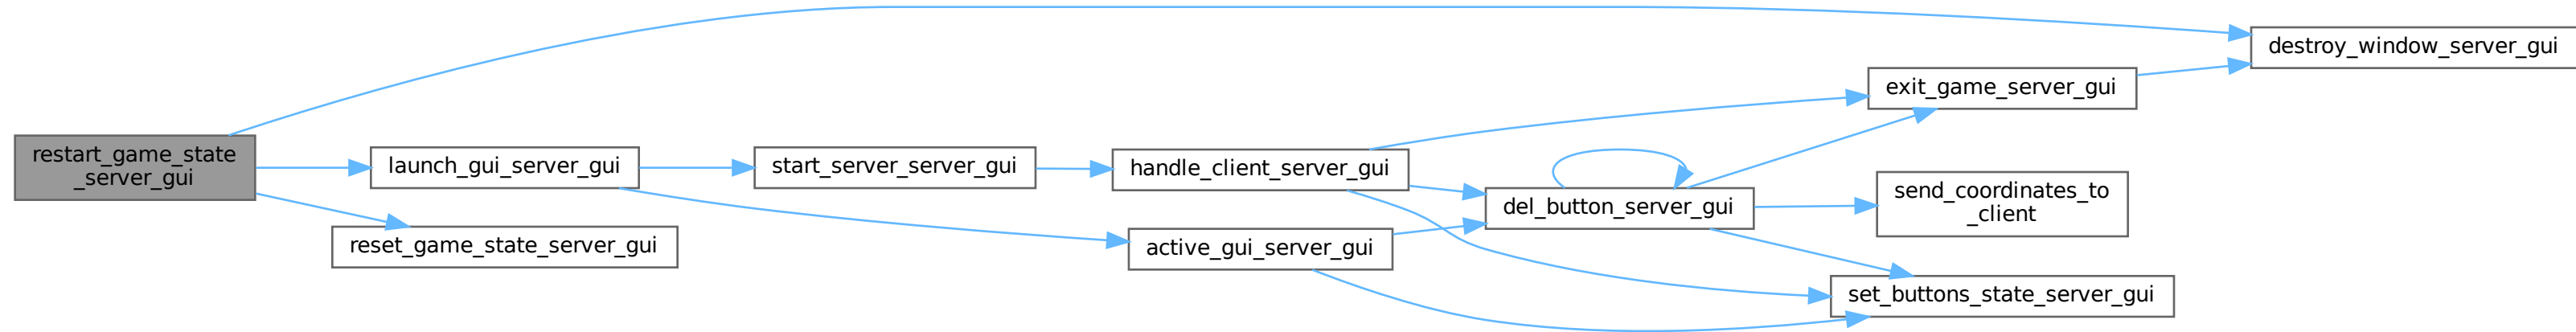 restart_game_state
_server_gui
launch_gui_server_gui
reset_game_state_server_gui
start_server_server_gui
handle_client_server_gui
active_gui_server_gui
del_button_server_gui
exit_game_server_gui
send_coordinates_to
_client
set_buttons_state_server_gui
destroy_window_server_gui